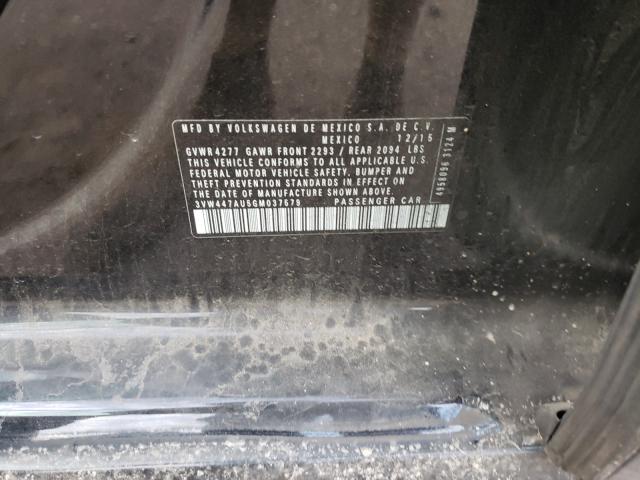 MFD BY VOLKSWAGEN DE MEXICO S.A. DE C.V.
MEXICO 12/15
GVWR 4277 GAWR FRONT 2293 / REAR 2094 LBS
THIS VEHICLE CONFORMS TO ALL APPLICABLE U.S.
FEDERAL MOTOR VEHICLE SAFETY, BUMPER AND
THEFT PREVENTION STANDARDS IN EFFECT ON
THE DATE OF MANUFACTURE SHOWN ABOVE.
3VW447AU5GM037679 PASSENGER CAR
4958096 3124 M